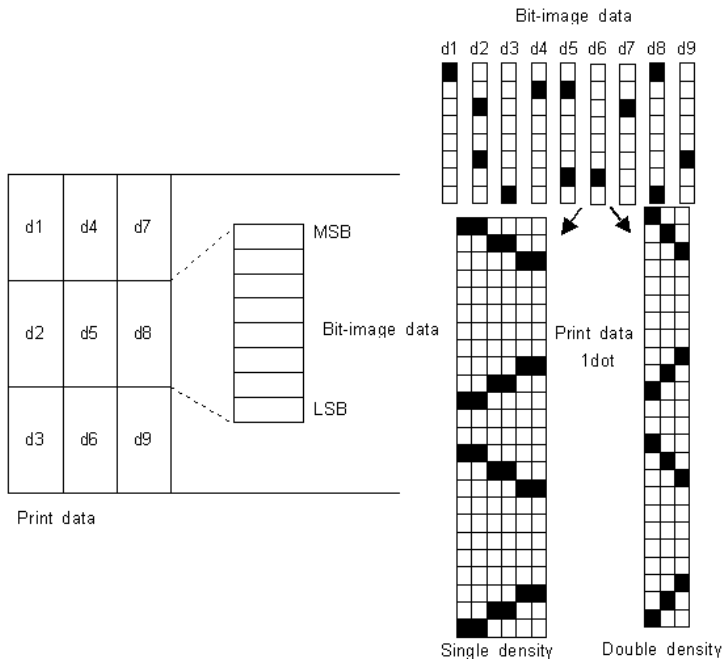 Bit-image data
d1 d2 d3 d4 d5 d6 d7 d8 d9
d1 d4 d7
d2 d5 d8
d3 d6 d9
MSB
Bit-image data
LSB
Print data
Print data
1dot
Single density
Double density